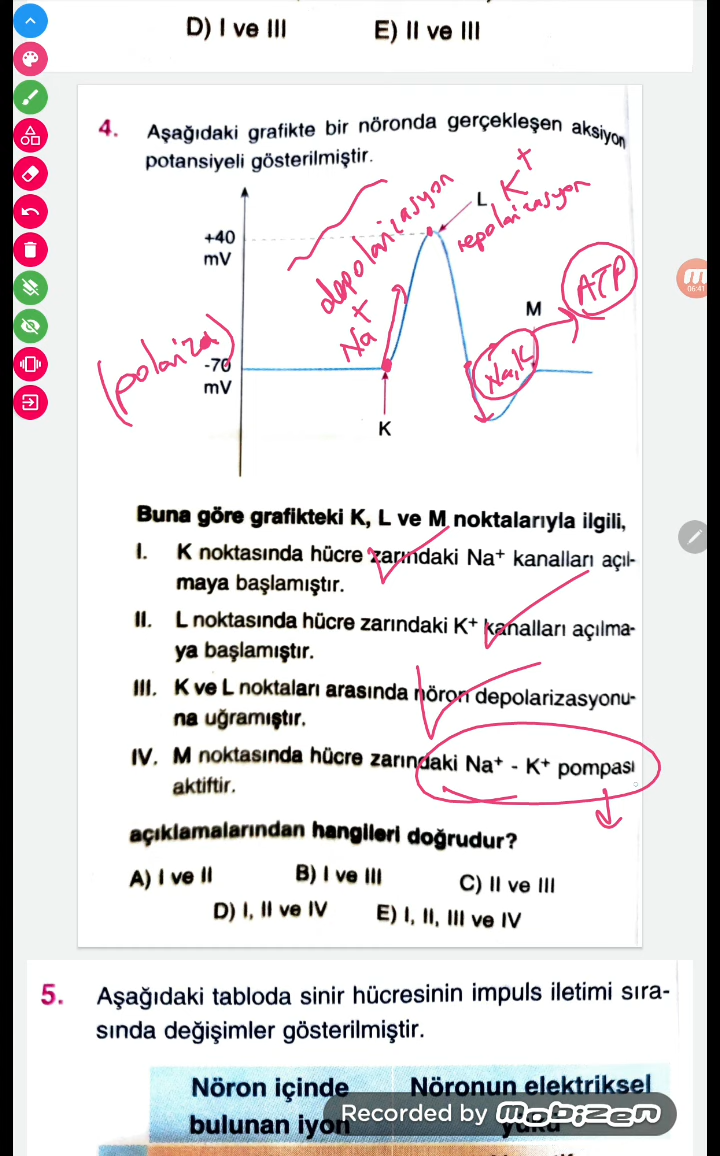 D) I ve III E) II ve III
4. Aşağıdaki grafikte bir nöronda gerçekleşen aksiyon
potansiyeli gösterilmiştir.
+40
mV
-70
mV
(polariza)
depolarizasyon
Na+
L
K+
repolarizasyon
M
ATP
Na,K
K
06:41
Buna göre grafikteki K, L ve M noktalarıyla ilgili,
I. K noktasında hücre zarındaki Na+ kanalları açıl-
maya başlamıştır.
II. L noktasında hücre zarındaki K+ kanalları açılma-
ya başlamıştır.
III. K ve L noktaları arasında nöron depolarizasyonu-
na uğramıştır.
IV. M noktasında hücre zarındaki Na+ - K+ pompası
aktiftir.
açıklamalarından hangileri doğrudur?
A) I ve II B) I ve III C) II ve III
D) I, II ve IV E) I, II, III ve IV
5. Aşağıdaki tabloda sinir hücresinin impuls iletimi sıra-
sında değişimler gösterilmiştir.
Nöron içinde Nöronun elektriksel
bulunan iyon yükü
Recorded by Mobizen